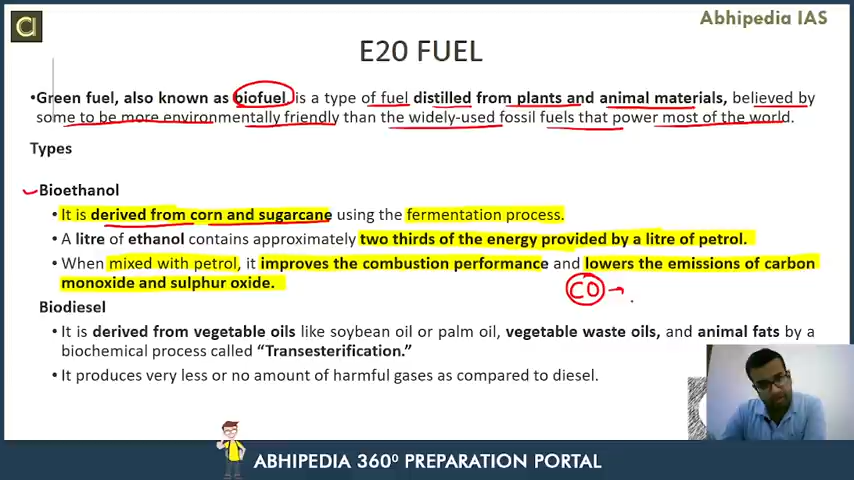 Abhipedia IAS
E20 FUEL
•Green fuel, also known as biofuel, is a type of fuel distilled from plants and animal materials, believed by
some to be more environmentally friendly than the widely-used fossil fuels that power most of the world.
Types
Bioethanol
• It is derived from corn and sugarcane using the fermentation process.
• A litre of ethanol contains approximately two thirds of the energy provided by a litre of petrol.
• When mixed with petrol, it improves the combustion performance and lowers the emissions of carbon
monoxide and sulphur oxide.
CO →
Biodiesel
• It is derived from vegetable oils like soybean oil or palm oil, vegetable waste oils, and animal fats by a
biochemical process called “Transesterification.”
• It produces very less or no amount of harmful gases as compared to diesel.
ABHIPEDIA 360⁰ PREPARATION PORTAL